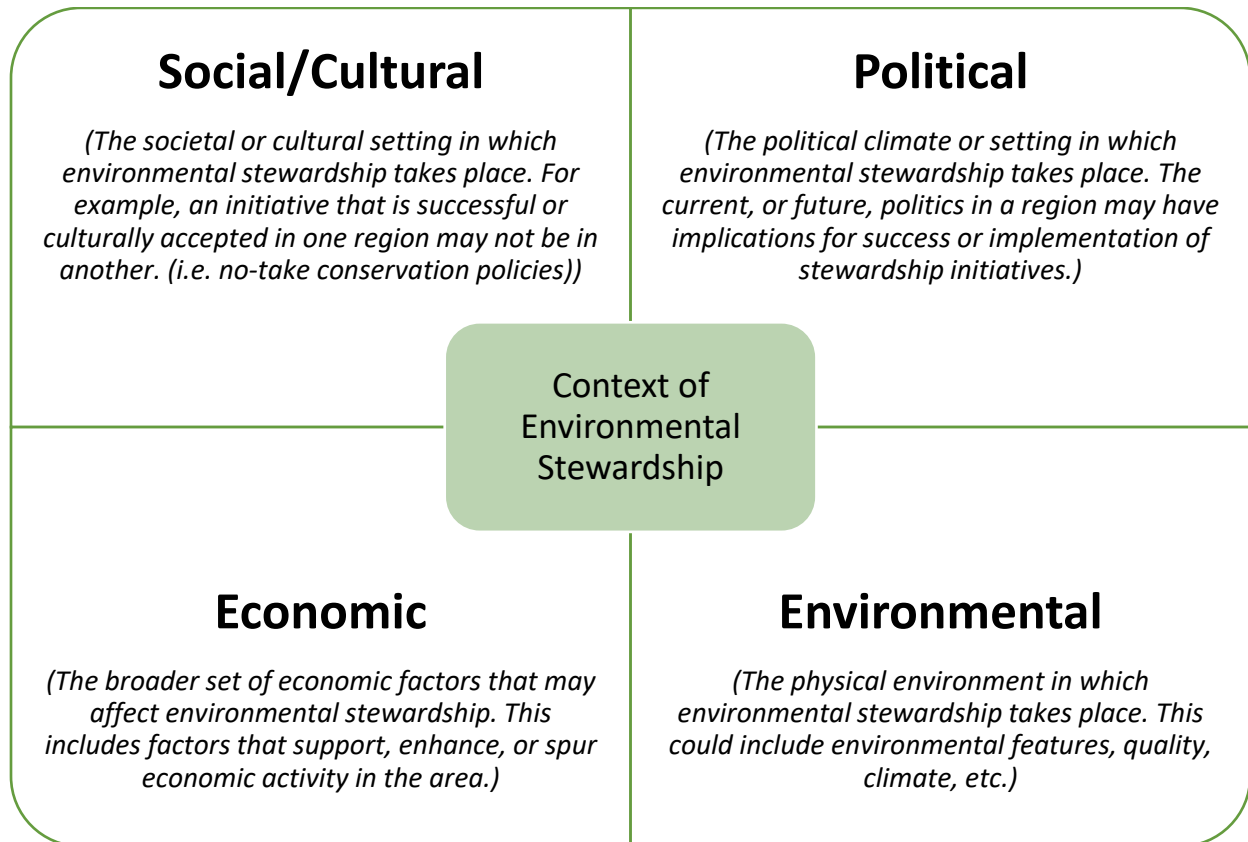 Social/Cultural
(The societal or cultural setting in which
environmental stewardship takes place. For
example, an initiative that is successful or
culturally accepted in one region may not be in
another. (i.e. no-take conservation policies))
Political
(The political climate or setting in which
environmental stewardship takes place. The
current, or future, politics in a region may have
implications for success or implementation of
stewardship initiatives.)
Context of
Environmental
Stewardship
Economic
(The broader set of economic factors that may
affect environmental stewardship. This
includes factors that support, enhance, or spur
economic activity in the area.)
Environmental
(The physical environment in which
environmental stewardship takes place. This
could include environmental features, quality,
climate, etc.)